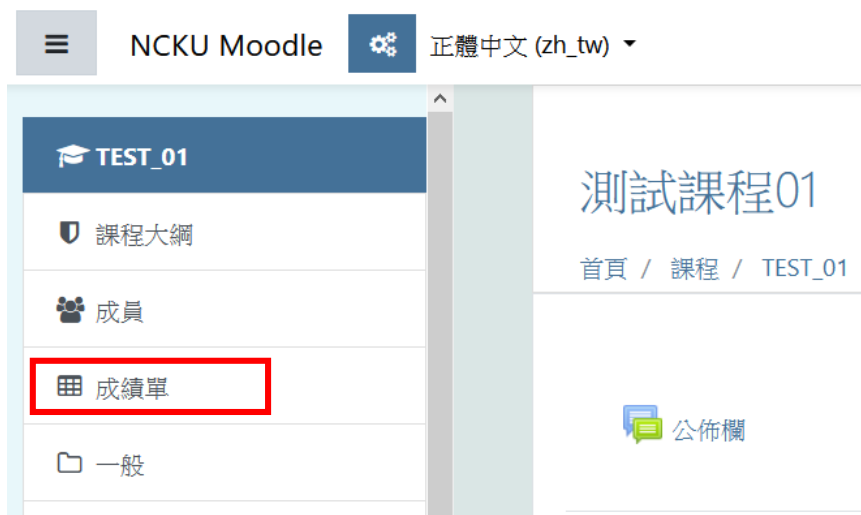 NCKU Moodle 正體中文 (zh_tw)
TEST_01
課程大綱
成員
成績單
一般
測試課程01
首頁 / 課程 / TEST_01
公佈欄